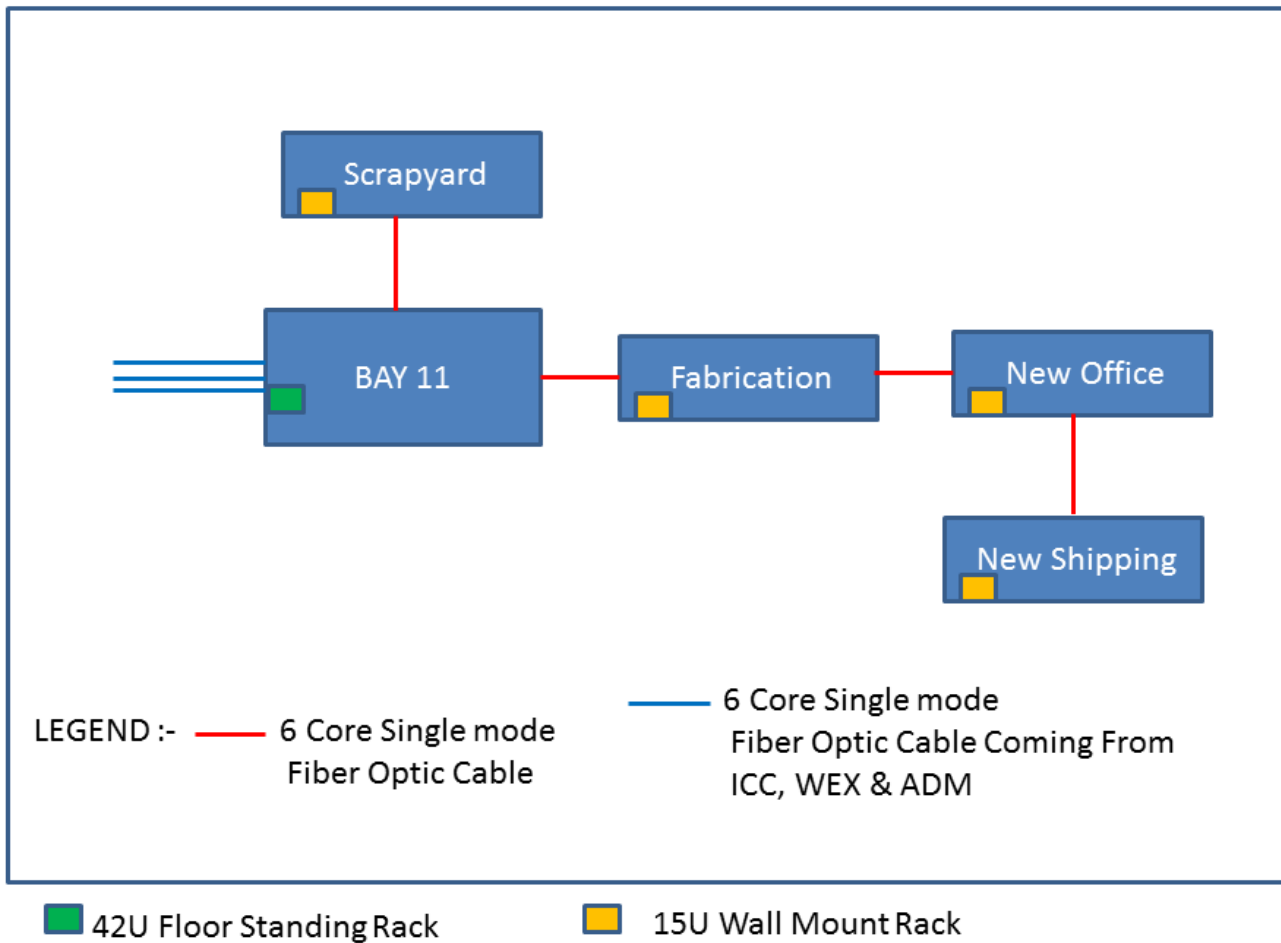 Scrapyard
BAY 11
Fabrication
New Office
New Shipping
LEGEND :-
6 Core Single mode
Fiber Optic Cable
6 Core Single mode
Fiber Optic Cable Coming From
ICC, WEX & ADM
42U Floor Standing Rack
15U Wall Mount Rack